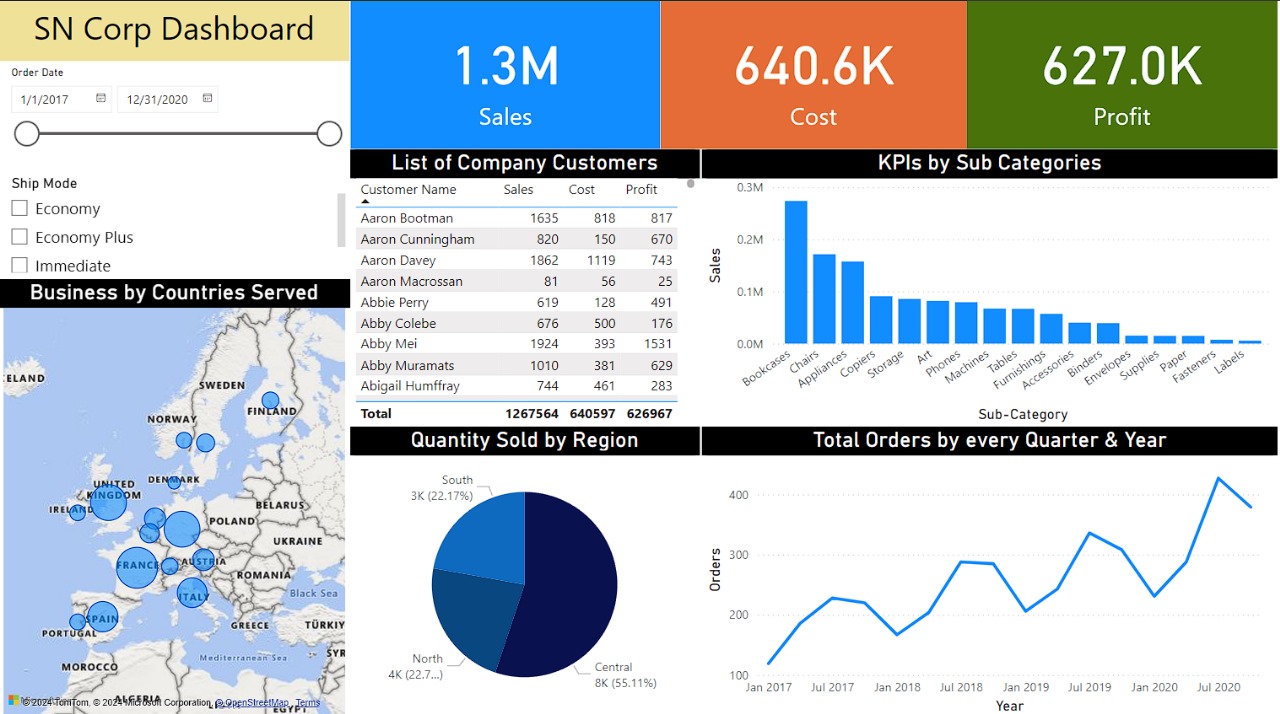 SN Corp Dashboard
Order Date
1/1/2017
12/31/2020
Ship Mode
Economy
Economy Plus
Immediate
1.3M
Sales
640.6K
Cost
627.0K
Profit
List of Company Customers
Customer Name Sales Cost Profit
Aaron Bootman 1635 818 817
Aaron Cunningham 820 150 670
Aaron Davey 1862 1119 743
Aaron Macrossan 81 56 25
Abbie Perry 619 128 491
Abby Colebe 676 500 176
Abby Mei 1924 393 1531
Abby Muramats 1010 381 629
Abigail Humffray 744 461 283
Total 1267564 640597 626967
KPIs by Sub Categories
Sales
0.3M
0.2M
0.1M
0.0M
Bookcases
Chairs
Appliances
Copiers
Storage
Art
Phones
Machines
Tables
Furnishings
Accessories
Binders
Envelopes
Supplies
Paper
Fasteners
Labels
Sub-Category
Business by Countries Served
ELAND
SWEDEN
FINLAND
NORWAY
DENMARK
UNITED
KINGDOM
IRELAND
BELARUS
POLAND
UKRAINE
FRANCE
AUSTRIA
ROMANIA
ITALY
Black Sea
SPAIN
PORTUGAL
GREECE
TÜRKIY
SYR
Mediterranean Sea
MOROCCO
ALGERIA
EGYPT
© 2024 TomTom, © 2024 Microsoft Corporation, © OpenStreetMap Terms
Quantity Sold by Region
South
3K (22.17%)
North
4K (22.7...)
Central
8K (55.11%)
Total Orders by every Quarter & Year
Orders
400
300
200
100
Jan 2017
Jul 2017
Jan 2018
Jul 2018
Jan 2019
Jul 2019
Jan 2020
Jul 2020
Year